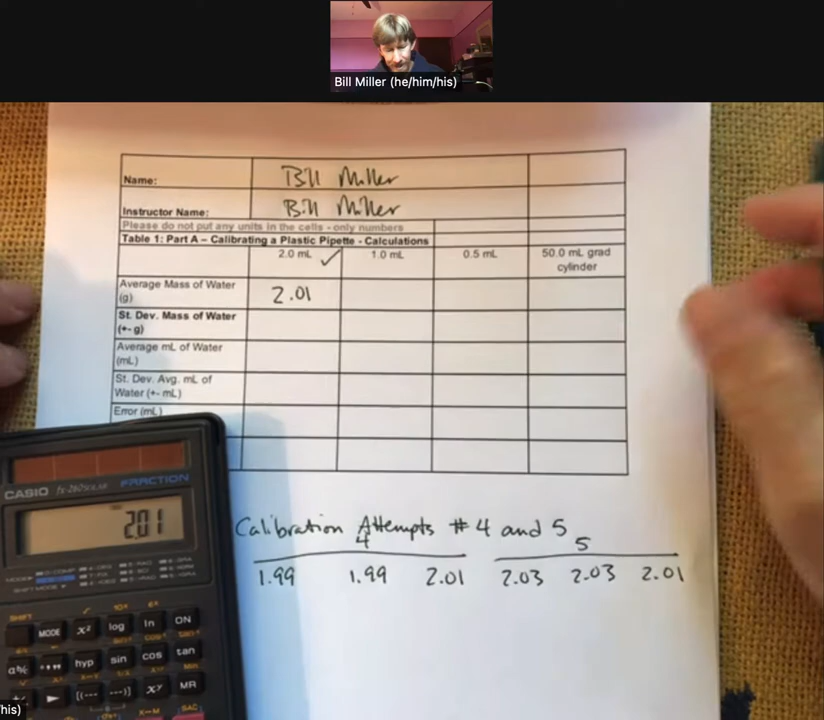 Bill Miller (he/him/his)
Name: Bill Miller
Instructor Name: Bill Miller
Please do not put any units in the cells - only numbers
Table 1: Part A – Calibrating a Plastic Pipette - Calculations
2.0 mL ✓ 1.0 mL 0.5 mL 50.0 mL grad
cylinder
Average Mass of Water
(g) 2.01
St. Dev. Mass of Water
(+- g)
Average mL of Water
(mL)
St. Dev. Avg. mL of
Water (+- mL)
Error (mL)
CASIO fx-260SOLAR FRACTION
2.01
Calibration Attempts # 4 and 5
4 5
1.99 1.99 2.01 2.03 2.03 2.01
SHIFT
MODE x² log ln ON
hyp sin cos tan
[(--- ---)] MR
his)